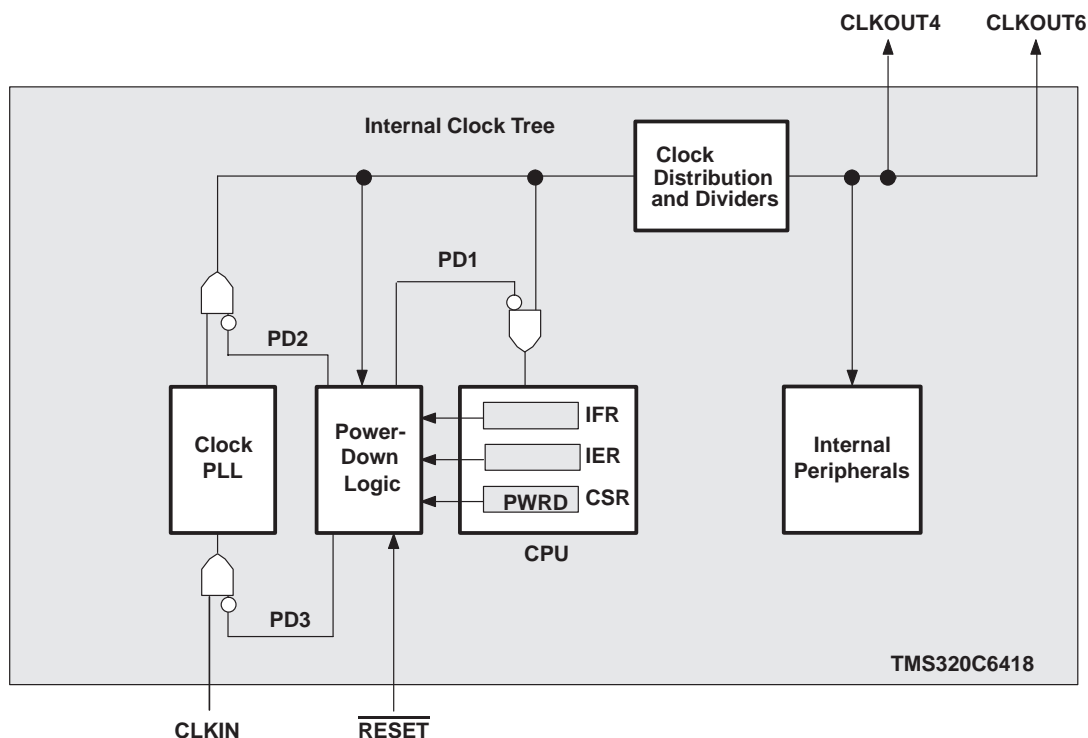 CLKOUT4
CLKOUT6
Internal Clock Tree
Clock
Distribution
and Dividers
PD1
PD2
Clock
PLL
Power-
Down
Logic
IFR
IER
PWRD
CSR
CPU
Internal
Peripherals
PD3
TMS320C6418
CLKIN
RESET